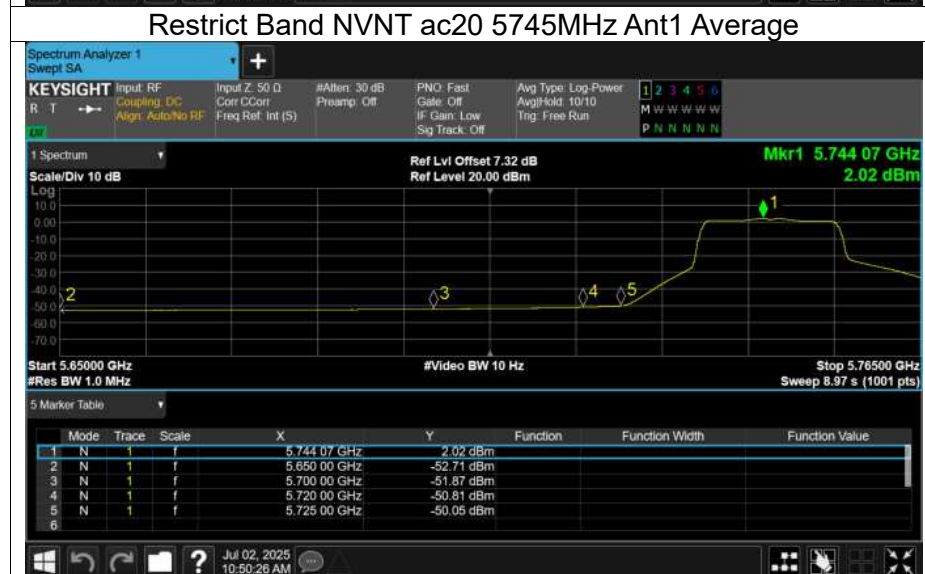 Restrict Band NVNT ac20 5745MHz Ant1 Average
Spectrum Analyzer 1
Swept SA
+
KEYSIGHT Input: RF Input Z: 50 Ω #Atten: 30 dB PNO: Fast Avg Type: Log-Power 1 2 3 4 5 6
R T Coupling: DC Corr CCorr Preamp: Off Gate: Off Avg|Hold: 10/10 M W W W W W
Align: Auto/No RF Freq Ref: Int (S) IF Gain: Low Trig: Free Run
Sig Track: Off P N N N N N
LXI
1 Spectrum
Ref Lvl Offset 7.32 dB Mkr1 5.744 07 GHz
Scale/Div 10 dB Ref Level 20.00 dBm 2.02 dBm
Log
10.0
0.00
-10.0
-20.0
-30.0
-40.0
-50.0
-60.0
-70.0
1
2
3
4
5
Start 5.65000 GHz #Video BW 10 Hz Stop 5.76500 GHz
#Res BW 1.0 MHz Sweep 8.97 s (1001 pts)
5 Marker Table
Mode Trace Scale X Y Function Function Width Function Value
1 N 1 f 5.744 07 GHz 2.02 dBm
2 N 1 f 5.650 00 GHz -52.71 dBm
3 N 1 f 5.700 00 GHz -51.87 dBm
4 N 1 f 5.720 00 GHz -50.81 dBm
5 N 1 f 5.725 00 GHz -50.05 dBm
6
? Jul 02, 2025
10:50:26 AM